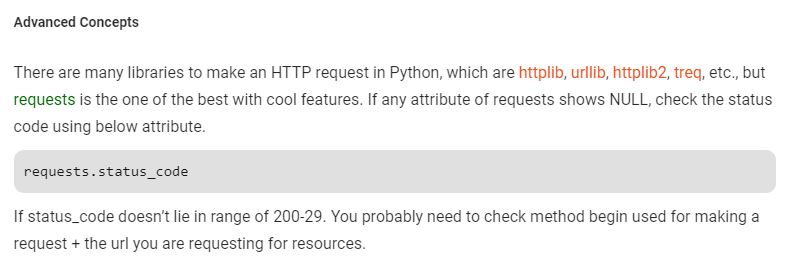 Advanced Concepts
There are many libraries to make an HTTP request in Python, which are httplib, urllib, httplib2, treq, etc., but
requests is the one of the best with cool features. If any attribute of requests shows NULL, check the status
code using below attribute.
requests.status_code
If status_code doesn’t lie in range of 200-29. You probably need to check method begin used for making a
request + the url you are requesting for resources.